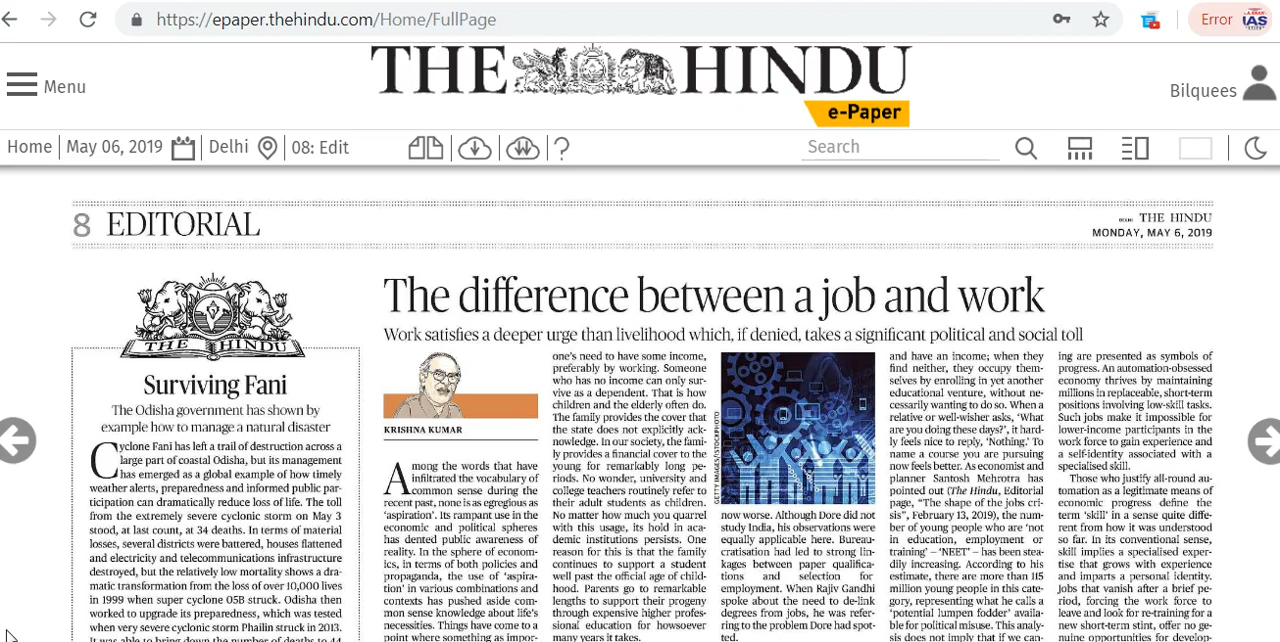 https://epaper.thehindu.com/Home/FullPage
Error
IAS
Menu
THE HINDU
e-Paper
Bilquees
Home
May 06, 2019
Delhi
08: Edit
?
Search
8 EDITORIAL
THE HINDU
MONDAY, MAY 6, 2019
THE HINDU
Surviving Fani
The Odisha government has shown by
example how to manage a natural disaster
Cyclone Fani has left a trail of destruction across a
large part of coastal Odisha, but its management
has emerged as a global example of how timely
weather alerts, preparedness and informed public par-
ticipation can dramatically reduce loss of life. The toll
from the extremely severe cyclonic storm on May 3
stood, at last count, at 34 deaths. In terms of material
losses, several districts were battered, houses flattened
and electricity and telecommunications infrastructure
destroyed, but the relatively low mortality shows a dra-
matic transformation from the loss of over 10,000 lives
in 1999 when super cyclone 05B struck. Odisha then
worked to upgrade its preparedness, which was tested
when very severe cyclonic storm Phailin struck in 2013.
It was able to bring down the number of deaths to 44
The difference between a job and work
Work satisfies a deeper urge than livelihood which, if denied, takes a significant political and social toll
KRISHNA KUMAR
Among the words that have
infiltrated the vocabulary of
common sense during the
recent past, none is as egregious as
'aspiration'. Its rampant use in the
economic and political spheres
has dented public awareness of
reality. In the sphere of econom-
ics, in terms of both policies and
propaganda, the use of 'aspira-
tion' in various combinations and
contexts has pushed aside com-
mon sense knowledge about life's
necessities. Things have come to a
point where something as impor-
one's need to have some income,
preferably by working. Someone
who has no income can only sur-
vive as a dependent. That is how
children and the elderly often do.
The family provides the cover that
the state does not explicitly ack-
nowledge. In our society, the fami-
ly provides a financial cover to the
young for remarkably long pe-
riods. No wonder, university and
college teachers routinely refer to
their adult students as children.
No matter how much you quarrel
with this usage, its hold in aca-
demic institutions persists. One
reason for this is that the family
continues to support a student
well past the official age of child-
hood. Parents go to remarkable
lengths to support their progeny
through expensive higher profes-
sional education for howsoever
many years it takes.
GETTY IMAGES/ISTOCKPHOTO
now worse. Although Dore did not
study India, his observations were
equally applicable here. Bureau-
cratisation had led to strong lin-
kages between paper qualifica-
tions and selection for
employment. When Rajiv Gandhi
spoke about the need to de-link
degrees from jobs, he was refer-
ring to the problem Dore had spot-
ted.
and have an income; when they
find neither, they occupy them-
selves by enrolling in yet another
educational venture, without ne-
cessarily wanting to do so. When a
relative or well-wisher asks, 'What
are you doing these days?', it hard-
ly feels nice to reply, 'Nothing.' To
name a course you are pursuing
now feels better. As economist and
planner Santosh Mehrotra has
pointed out (The Hindu, Editorial
page, "The shape of the jobs cri-
sis", February 13, 2019), the num-
ber of young people who are 'not
in education, employment or
training' – 'NEET' – has been stea-
dily increasing. According to his
estimate, there are more than 115
million young people in this cate-
gory, representing what he calls a
'potential lumpen fodder' availa-
ble for political misuse. This analy-
sis does not imply that if we can-
ing are presented as symbols of
progress. An automation-obsessed
economy thrives by maintaining
millions in replaceable, short-term
positions involving low-skill tasks.
Such jobs make it impossible for
lower-income participants in the
work force to gain experience and
a self-identity associated with a
specialised skill.
Those who justify all-round au-
tomation as a legitimate means of
economic progress define the
term 'skill' in a sense quite differ-
ent from how it was understood
so far. In its conventional sense,
skill implies a specialised exper-
tise that grows with experience
and imparts a personal identity.
Jobs that vanish after a brief pe-
riod, forcing the work force to
leave and look for re-training for a
new short-term stint, offer no ge-
nuine opportunities for develop-